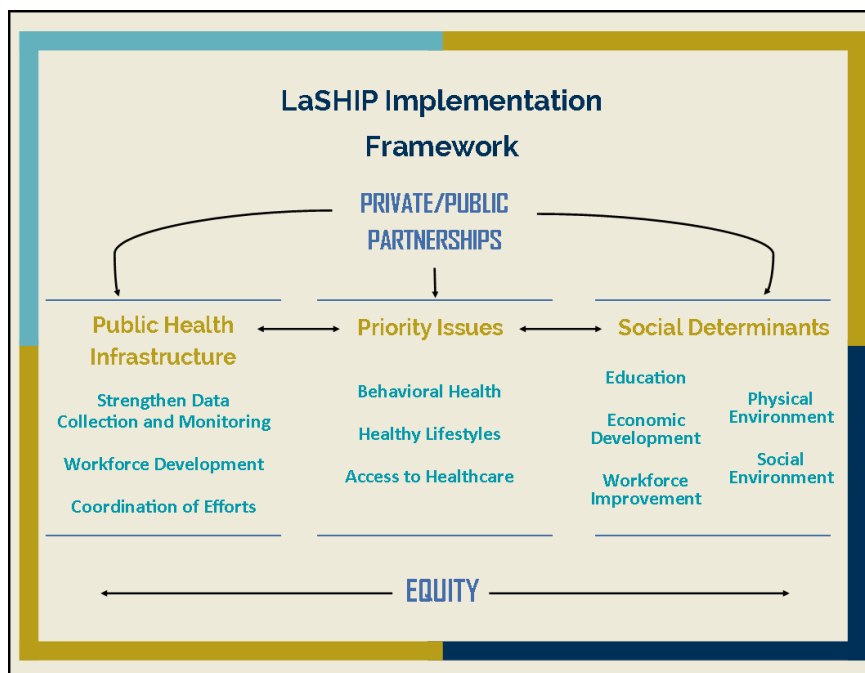 LaSHIP Implementation
Framework
PRIVATE/PUBLIC
PARTNERSHIPS
Public Health
Infrastructure
Strengthen Data
Collection and Monitoring
Workforce Development
Coordination of Efforts
Priority Issues
Behavioral Health
Healthy Lifestyles
Access to Healthcare
Social Determinants
Education
Economic
Development
Workforce
Improvement
Physical
Environment
Social
Environment
EQUITY